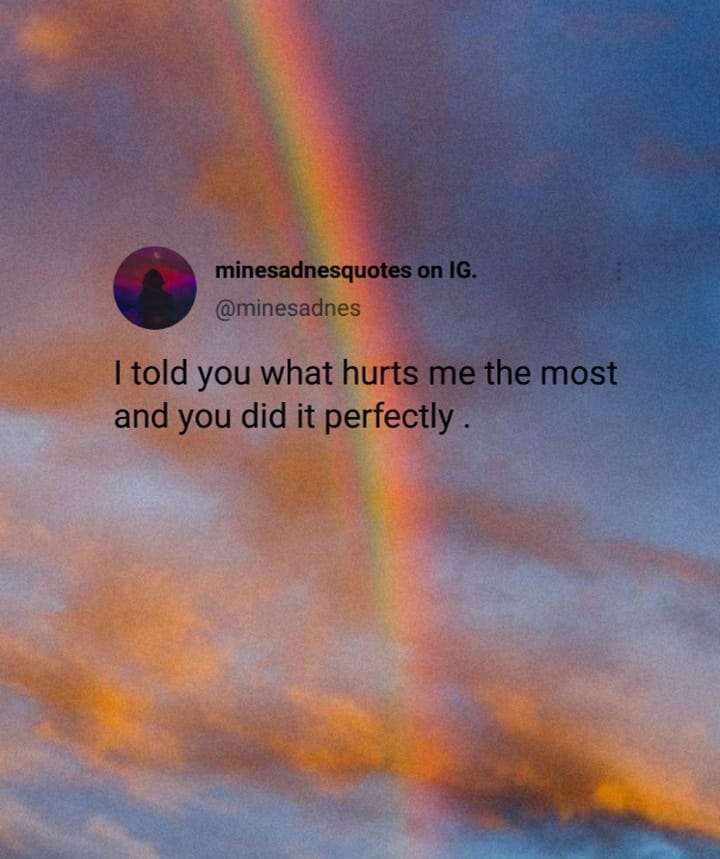 minesadnesquotes on IG.
@minesadnes
I told you what hurts me the most
and you did it perfectly .